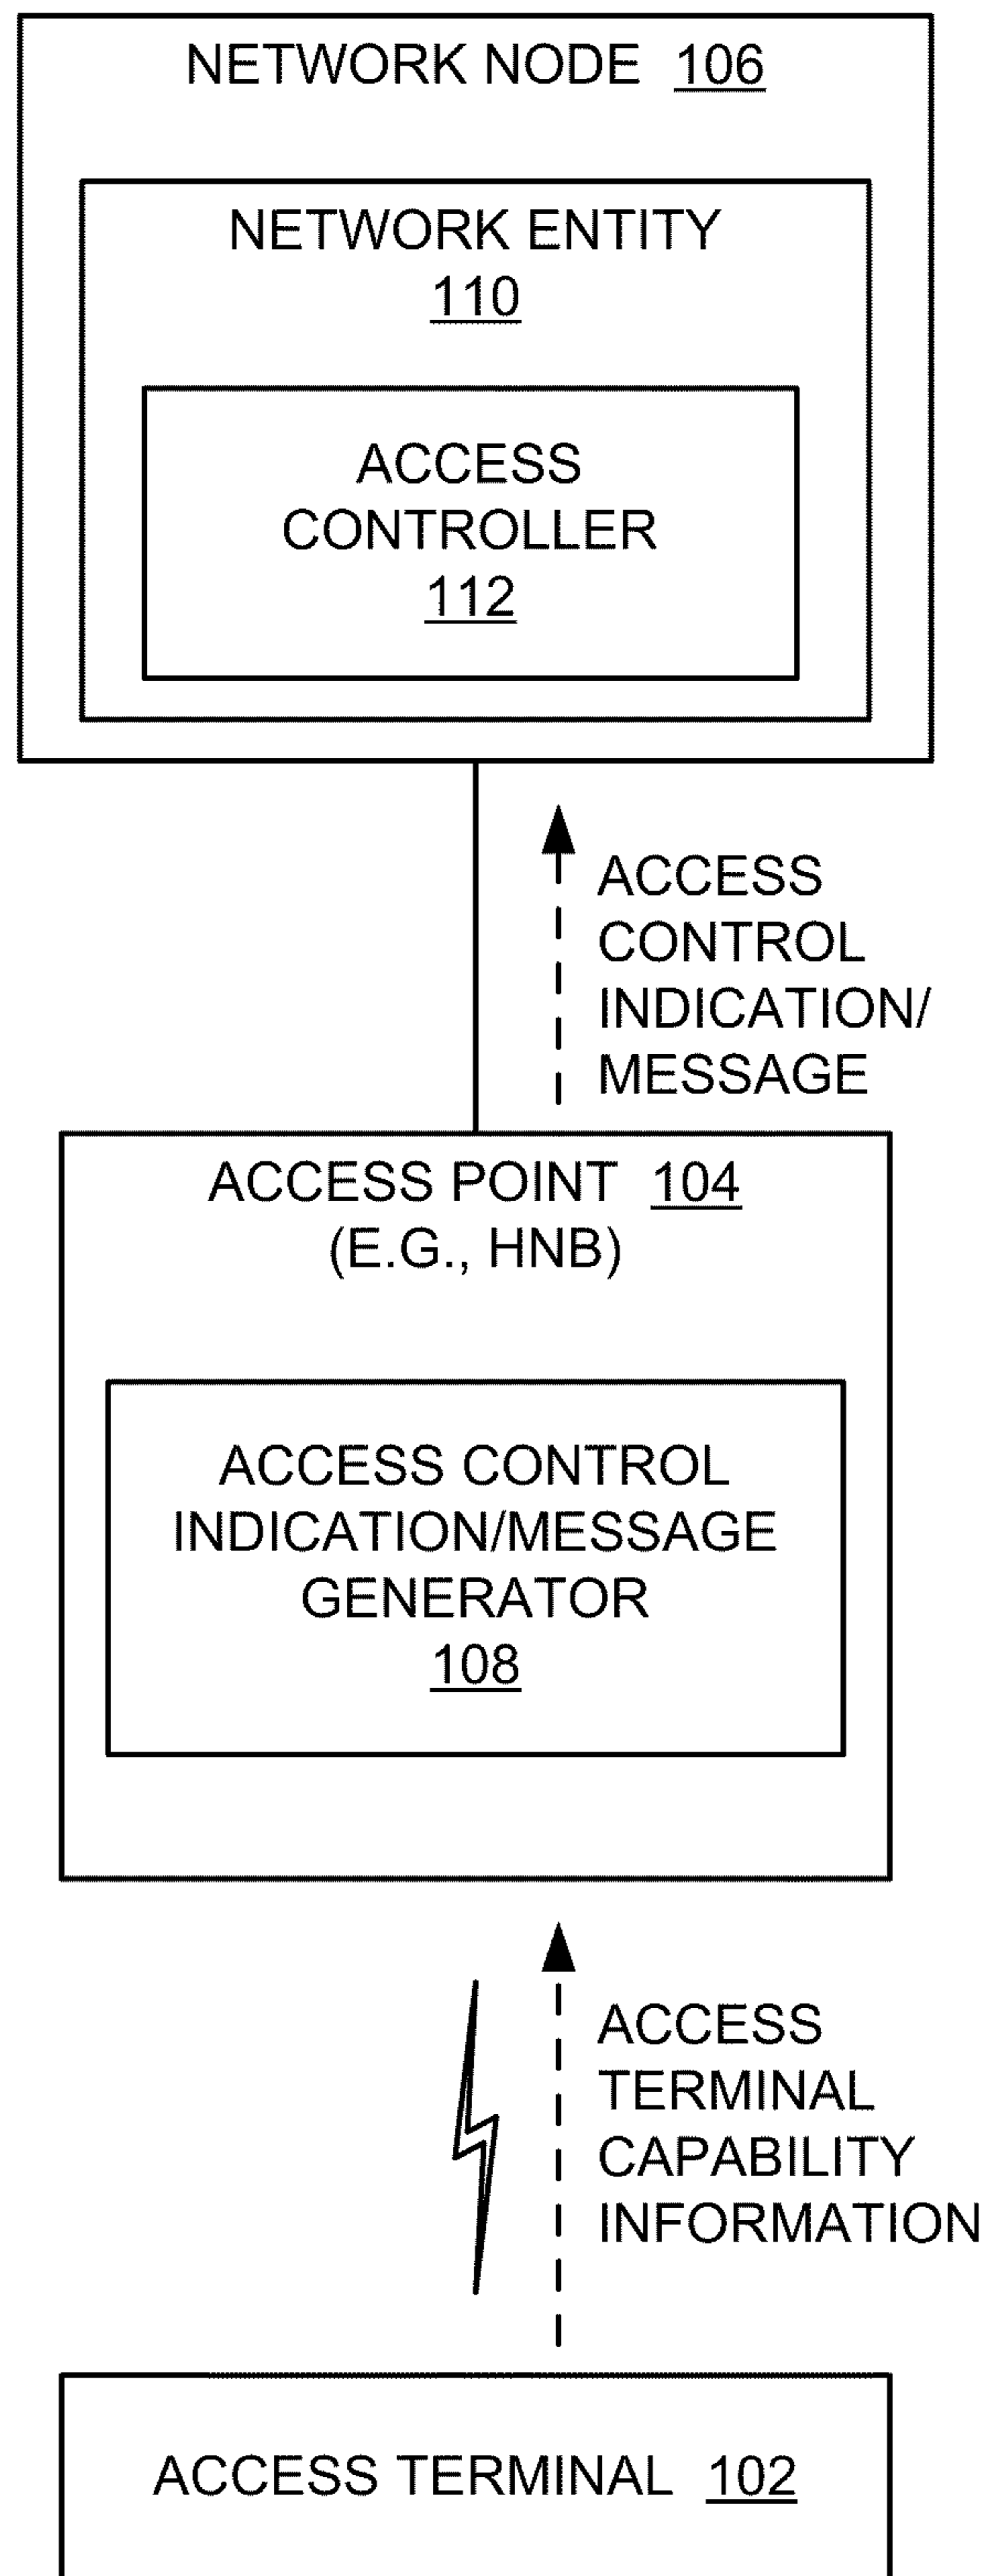 NETWORK NODE 106
NETWORK ENTITY
110
ACCESS
CONTROLLER
112
ACCESS
CONTROL
INDICATION/
MESSAGE
ACCESS POINT 104
(E.G., HNB)
ACCESS CONTROL
INDICATION/MESSAGE
GENERATOR
108
ACCESS
TERMINAL
CAPABILITY
INFORMATION
ACCESS TERMINAL 102